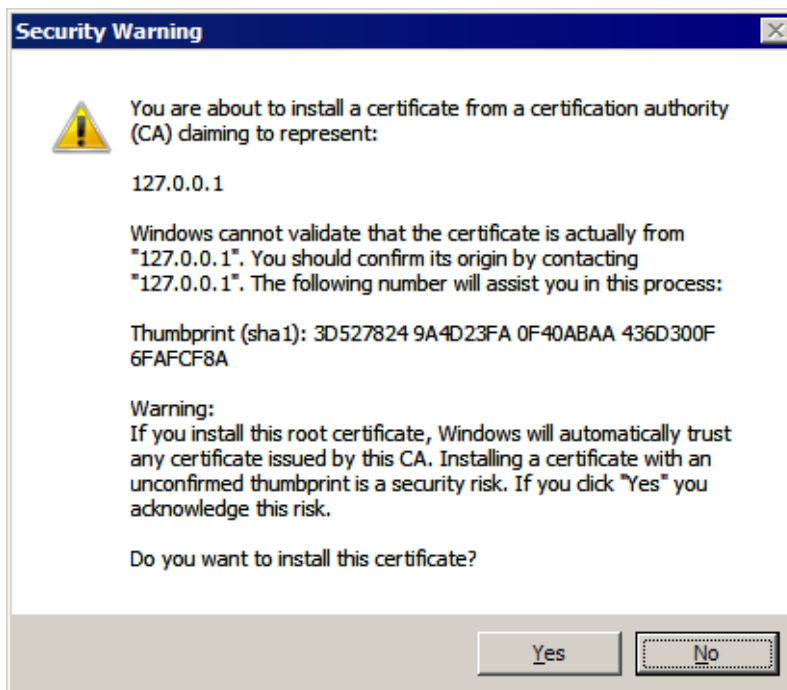 Security Warning
You are about to install a certificate from a certification authority
(CA) claiming to represent:
127.0.0.1
Windows cannot validate that the certificate is actually from
"127.0.0.1". You should confirm its origin by contacting
"127.0.0.1". The following number will assist you in this process:
Thumbprint (sha1): 3D527824 9A4D23FA 0F40ABAA 436D300F
6FAFCF8A
Warning:
If you install this root certificate, Windows will automatically trust
any certificate issued by this CA. Installing a certificate with an
unconfirmed thumbprint is a security risk. If you click "Yes" you
acknowledge this risk.
Do you want to install this certificate?
Yes
No